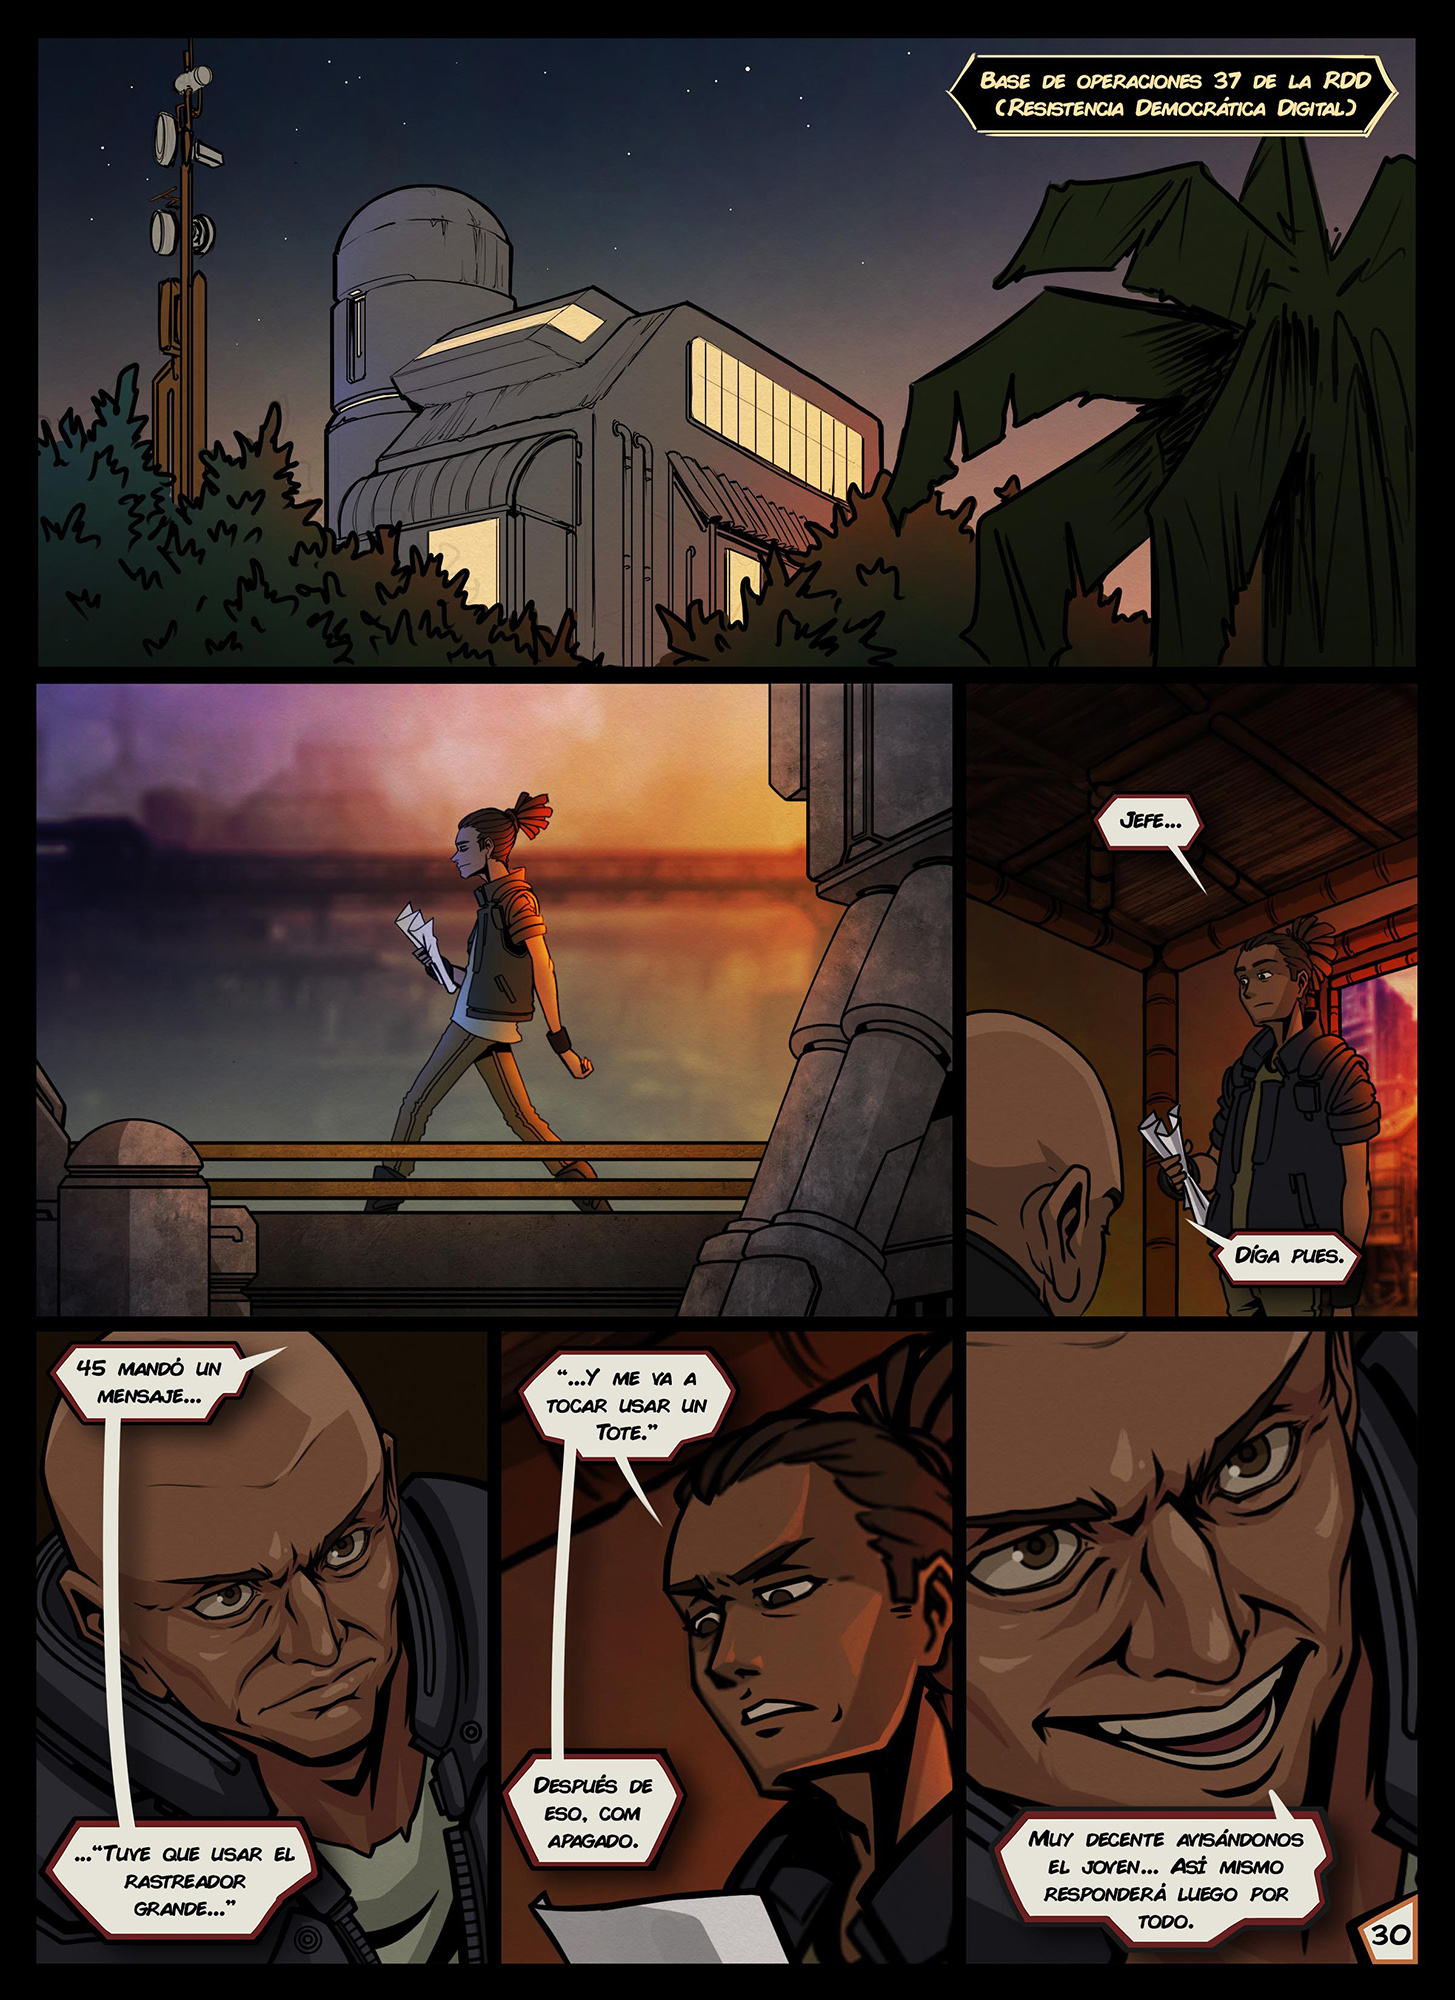 BASE DE OPERACIONES 37 DE LA RDD
(RESISTENCIA DEMOCRÁTICA DIGITAL)
JEFE...
DÍGA PUES.
45 MANDÓ UN
MENSAJE...
..."TUVE QUE USAR EL
RASTREADOR
GRANDE..."
"...Y ME VA A
TOCAR USAR UN
TOTE."
DESPUÉS DE
ESO, COM
APAGADO.
MUY DECENTE AVISÁNDONOS
EL JOVEN... ASÍ MISMO
RESPONDERÁ LUEGO POR
TODO.
30